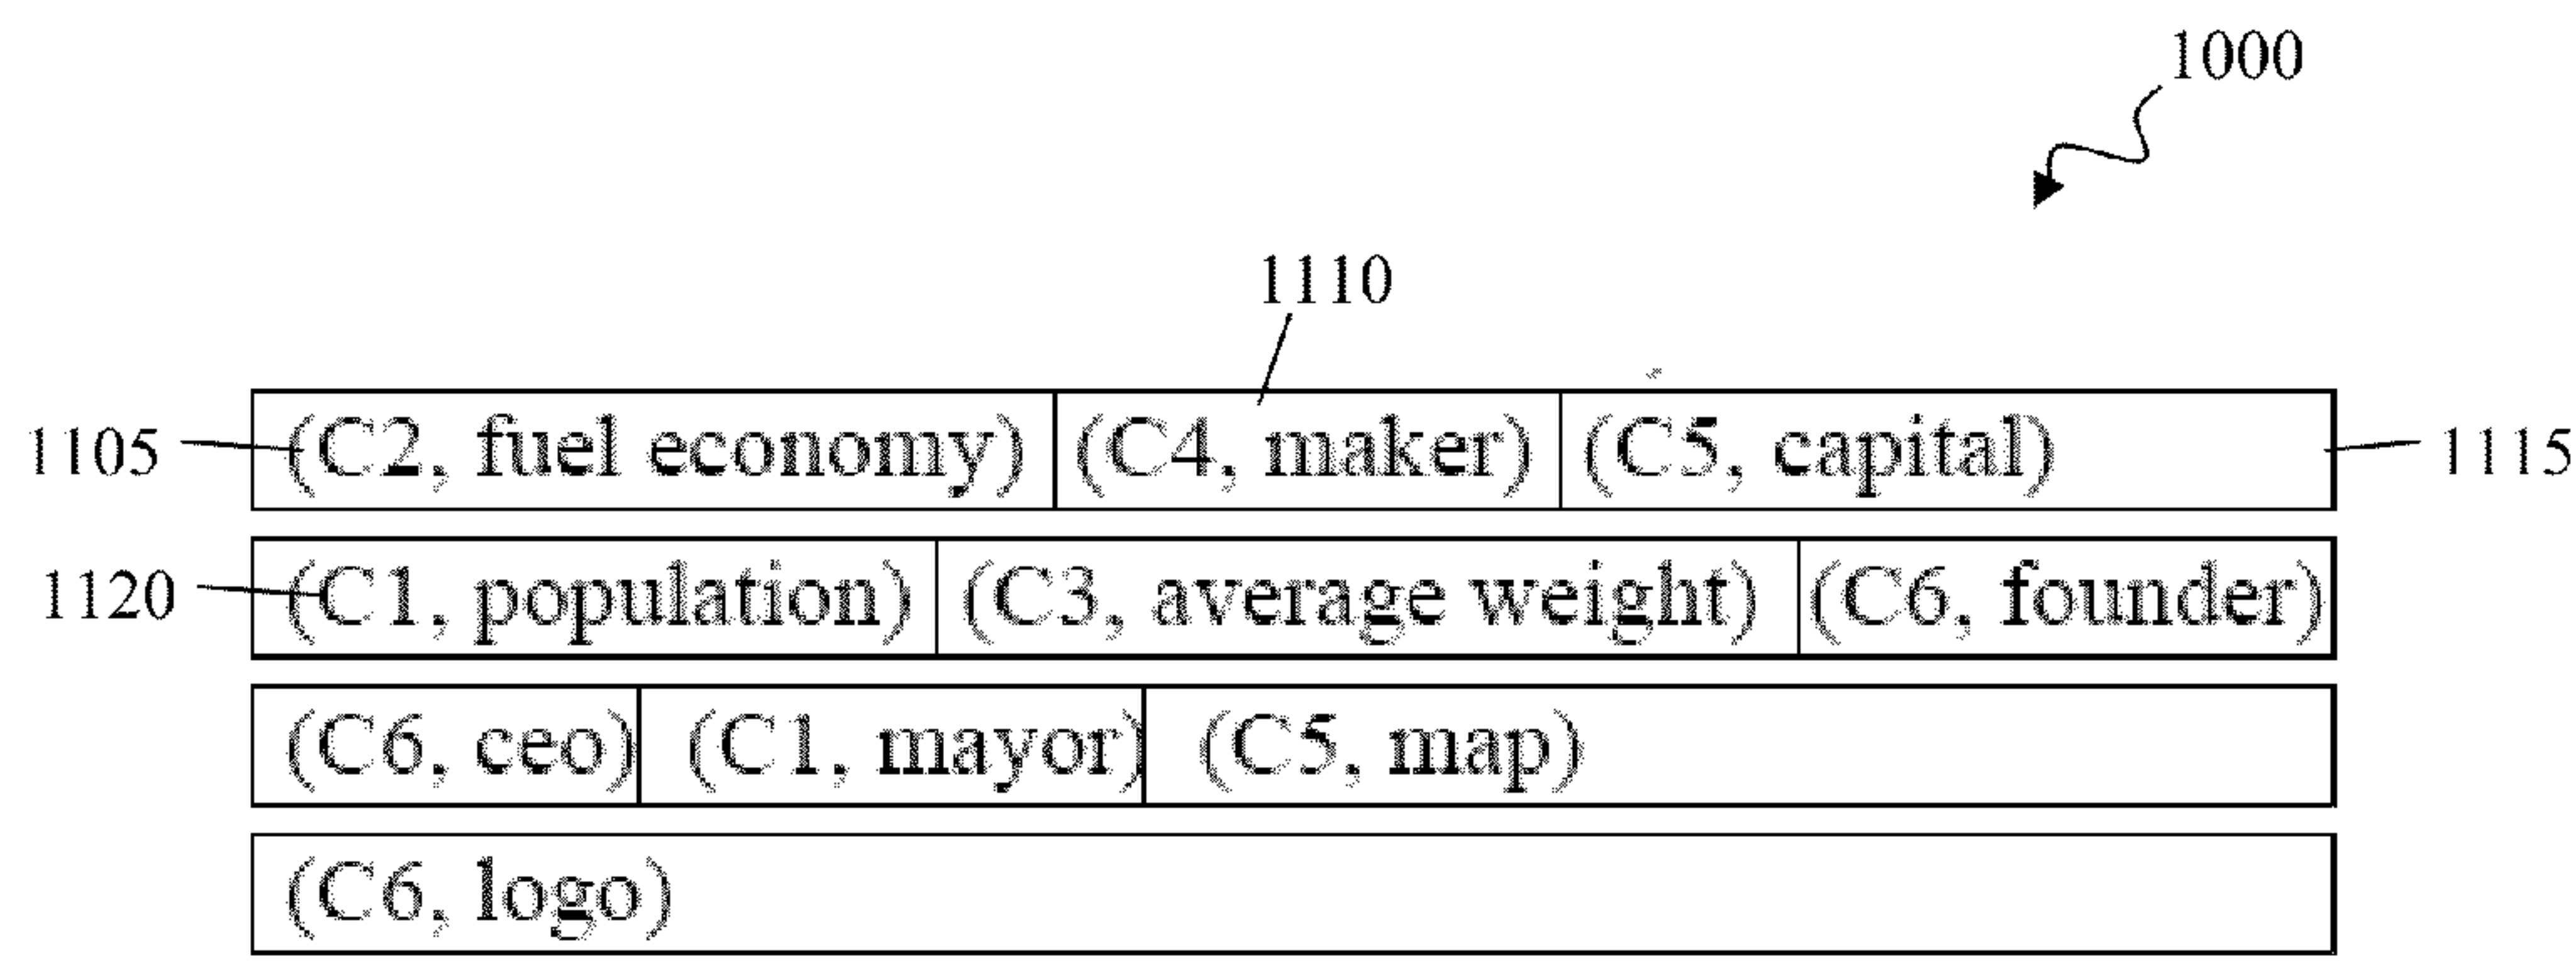 1000
1110
1105 (C2, fuel economy) (C4, maker) (C5, capital) 1115
1120 (C1, population) (C3, average weight) (C6, founder)
(C6, ceo) (C1, mayor) (C5, map)
(C6, logo)